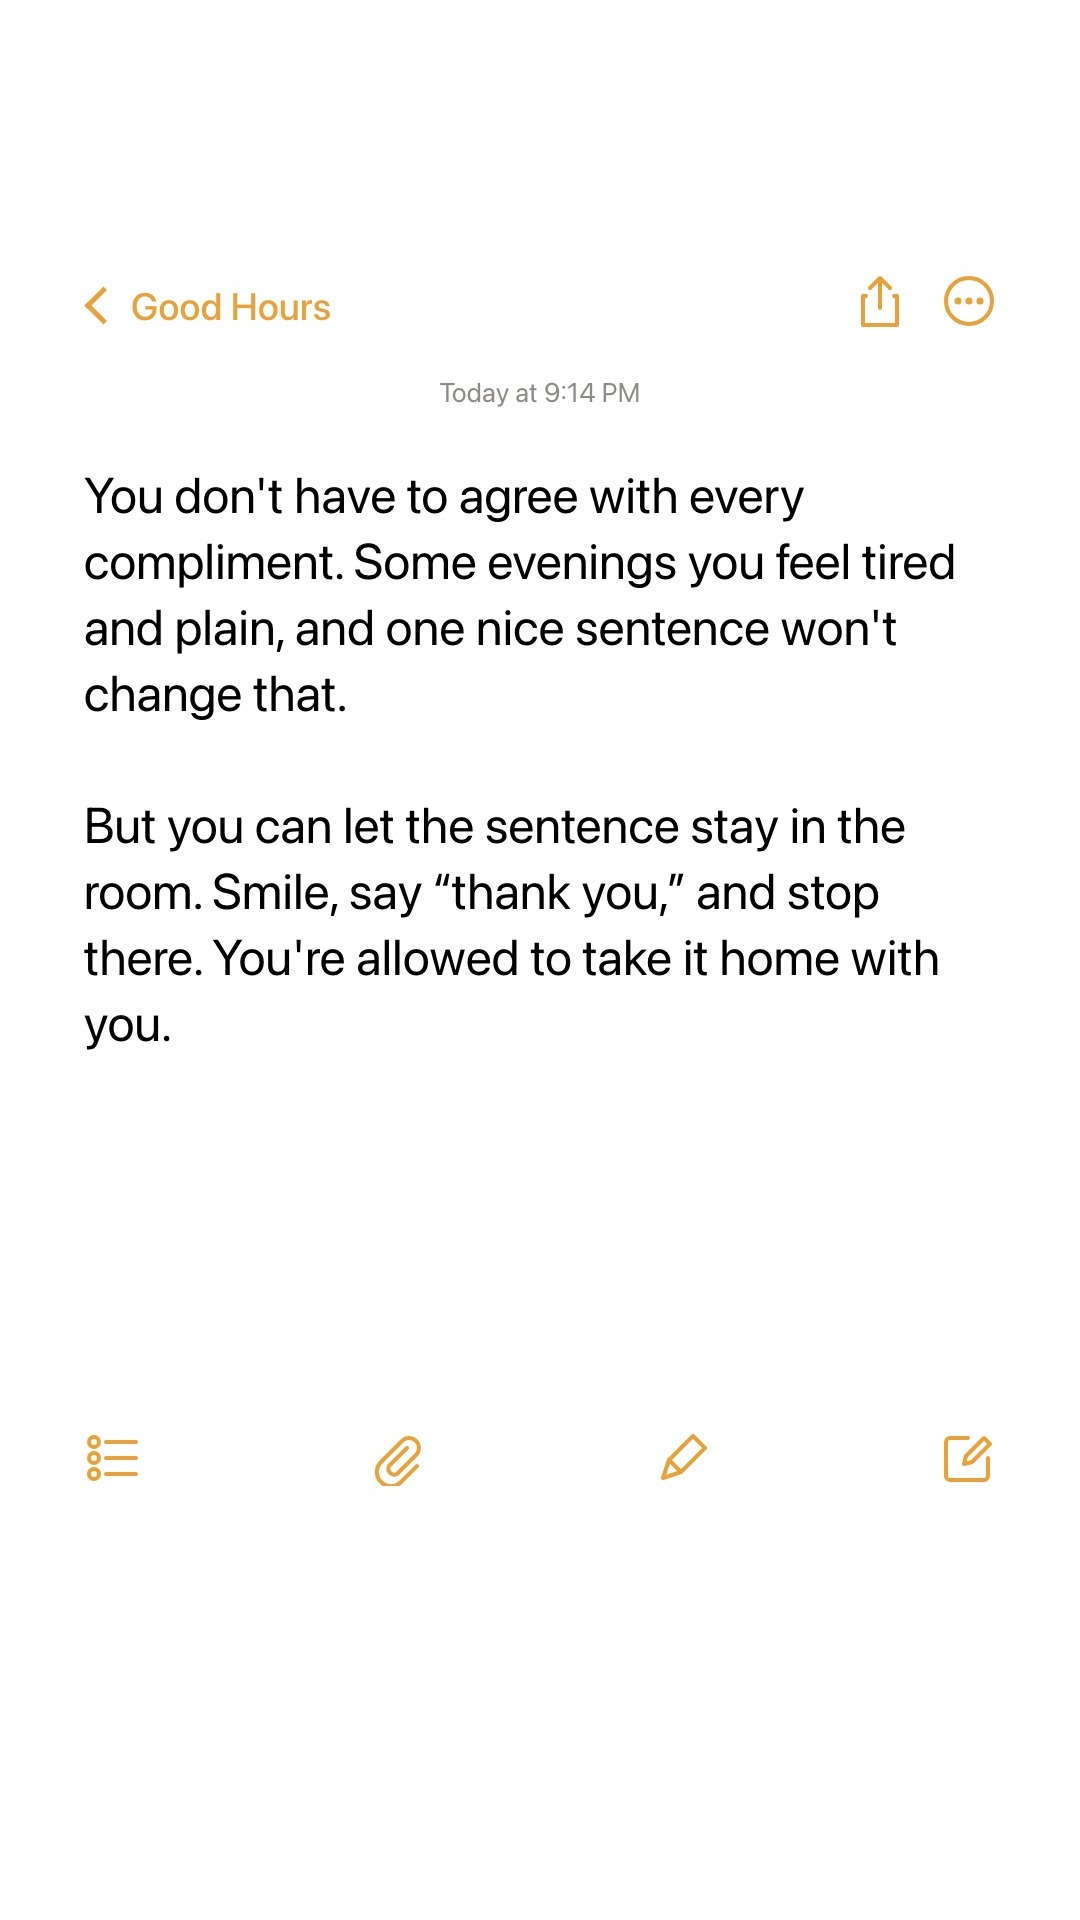 Good Hours
Today at 9:14 PM
You don't have to agree with every
compliment. Some evenings you feel tired
and plain, and one nice sentence won't
change that.
But you can let the sentence stay in the
room. Smile, say “thank you,” and stop
there. You're allowed to take it home with
you.